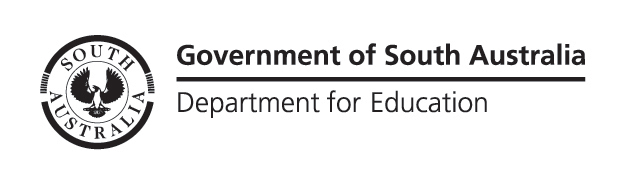 SOUTH
AUSTRALIA
Government of South Australia
Department for Education